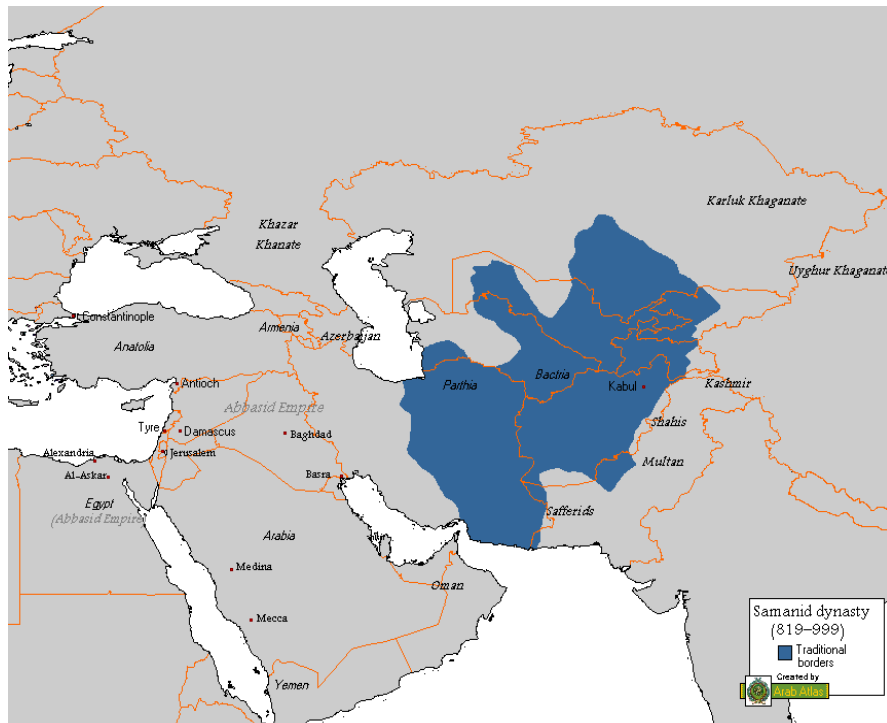 Karluk Khaganate
Khazar
Khanate
Uyghur Khaganate
Constantinople
Armenia
Azerbaijan
Anatolia
Bactria
Antioch
Parthia
Kabul
Kashmir
Abbasid Empire
Shahis
Tyre
Damascus
Baghdad
Alexandria
Jerusalem
Multan
Al-Askar
Basra
Egypt
(Abbasid Empire)
Safferids
Arabia
Medina
Oman
Mecca
Yemen
Samanid dynasty
(819–999)
Traditional
borders
Created by
Arab Atlas